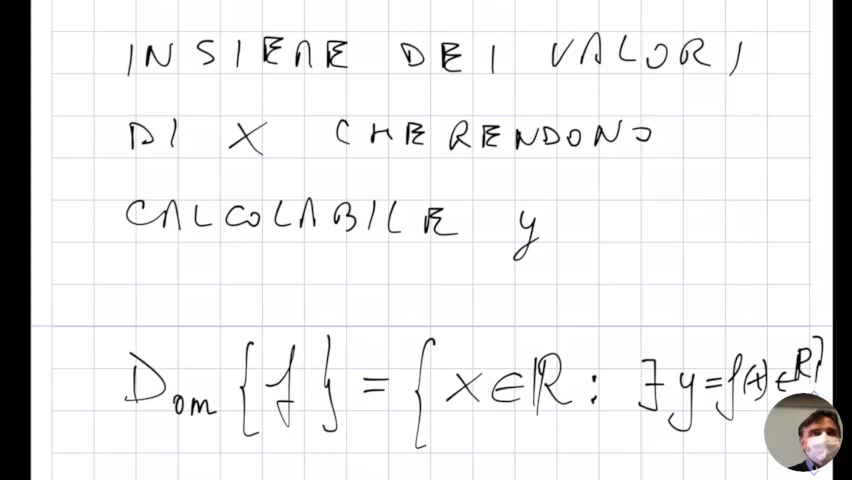 INSIEME DEI VALORI
DI X CHE RENDONO
CALCOLABILE y
Dom {f} = {x∈ℝ: ∃ y=f(x)∈ℝ}